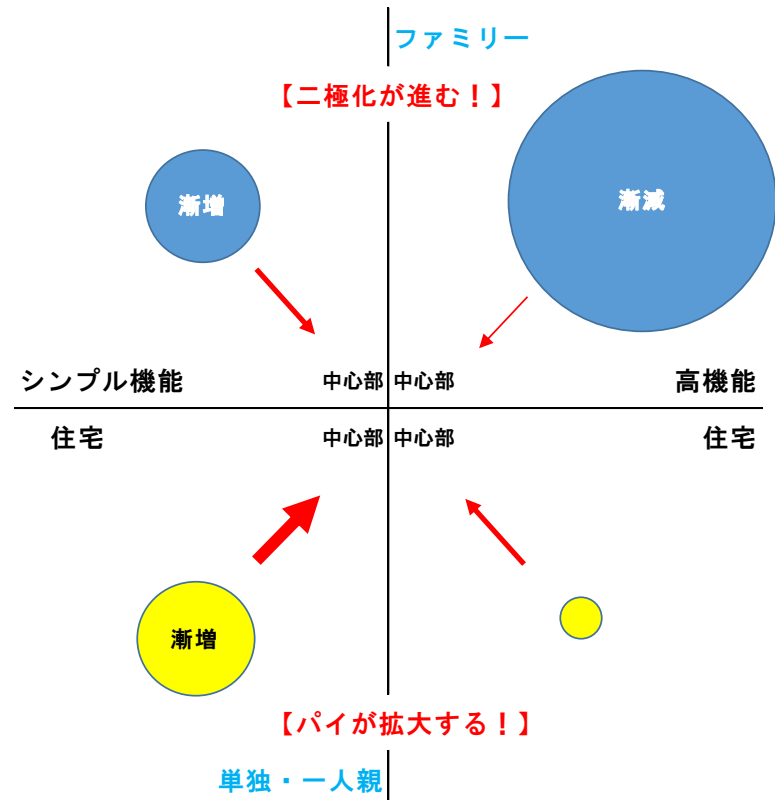 ファミリー
【二極化が進む！】
漸増
漸減
シンプル機能
中心部
中心部
高機能
住宅
中心部
中心部
住宅
漸増
【パイが拡大する！】
単独・一人親